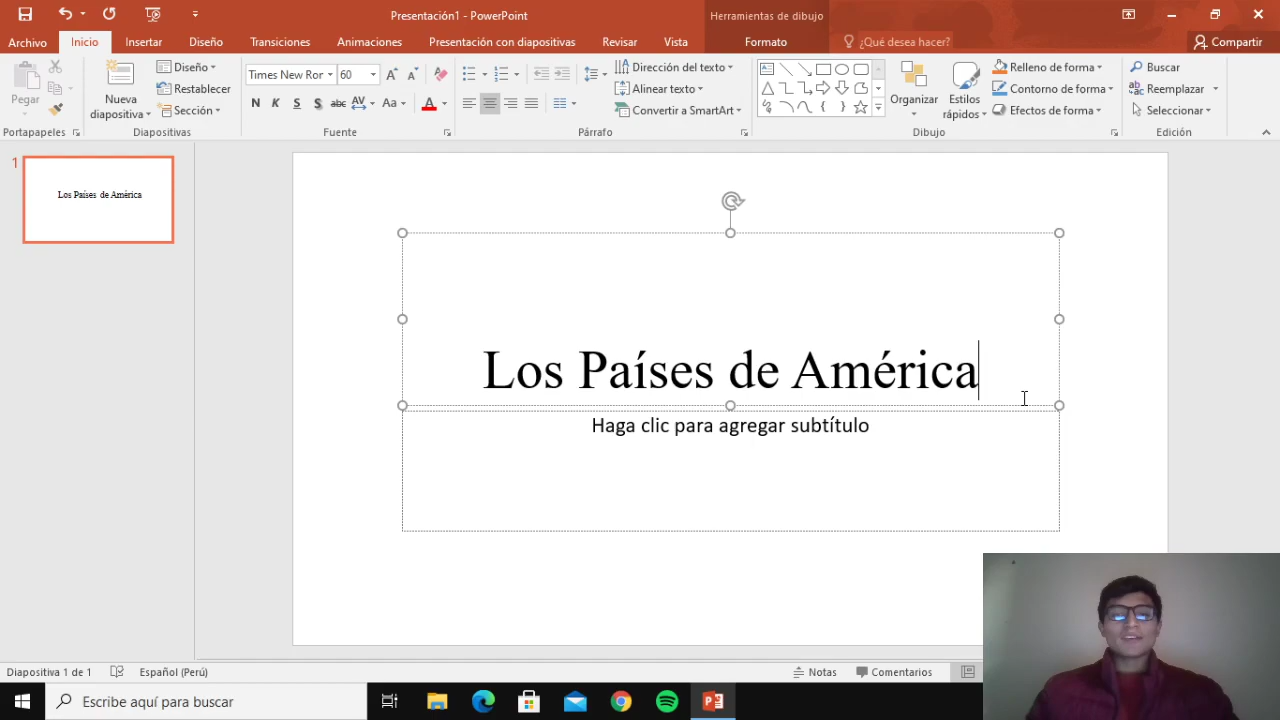 Presentación1 - PowerPoint
Herramientas de dibujo
Archivo Inicio Insertar Diseño Transiciones Animaciones Presentación con diapositivas Revisar Vista Formato ¿Qué desea hacer? Compartir
Pegar
Portapapeles
Nueva diapositiva
Diseño
Restablecer
Sección
Diapositivas
Times New Ror 60
N K S S abc AV Aa A
Fuente
Dirección del texto
Alinear texto
Convertir a SmartArt
Párrafo
Organizar
Estilos rápidos
Relleno de forma
Contorno de forma
Efectos de forma
Dibujo
Buscar
Reemplazar
Seleccionar
Edición
1
Los Países de América
Los Países de América
Haga clic para agregar subtítulo
Diapositiva 1 de 1 Español (Perú) Notas Comentarios
Escribe aquí para buscar